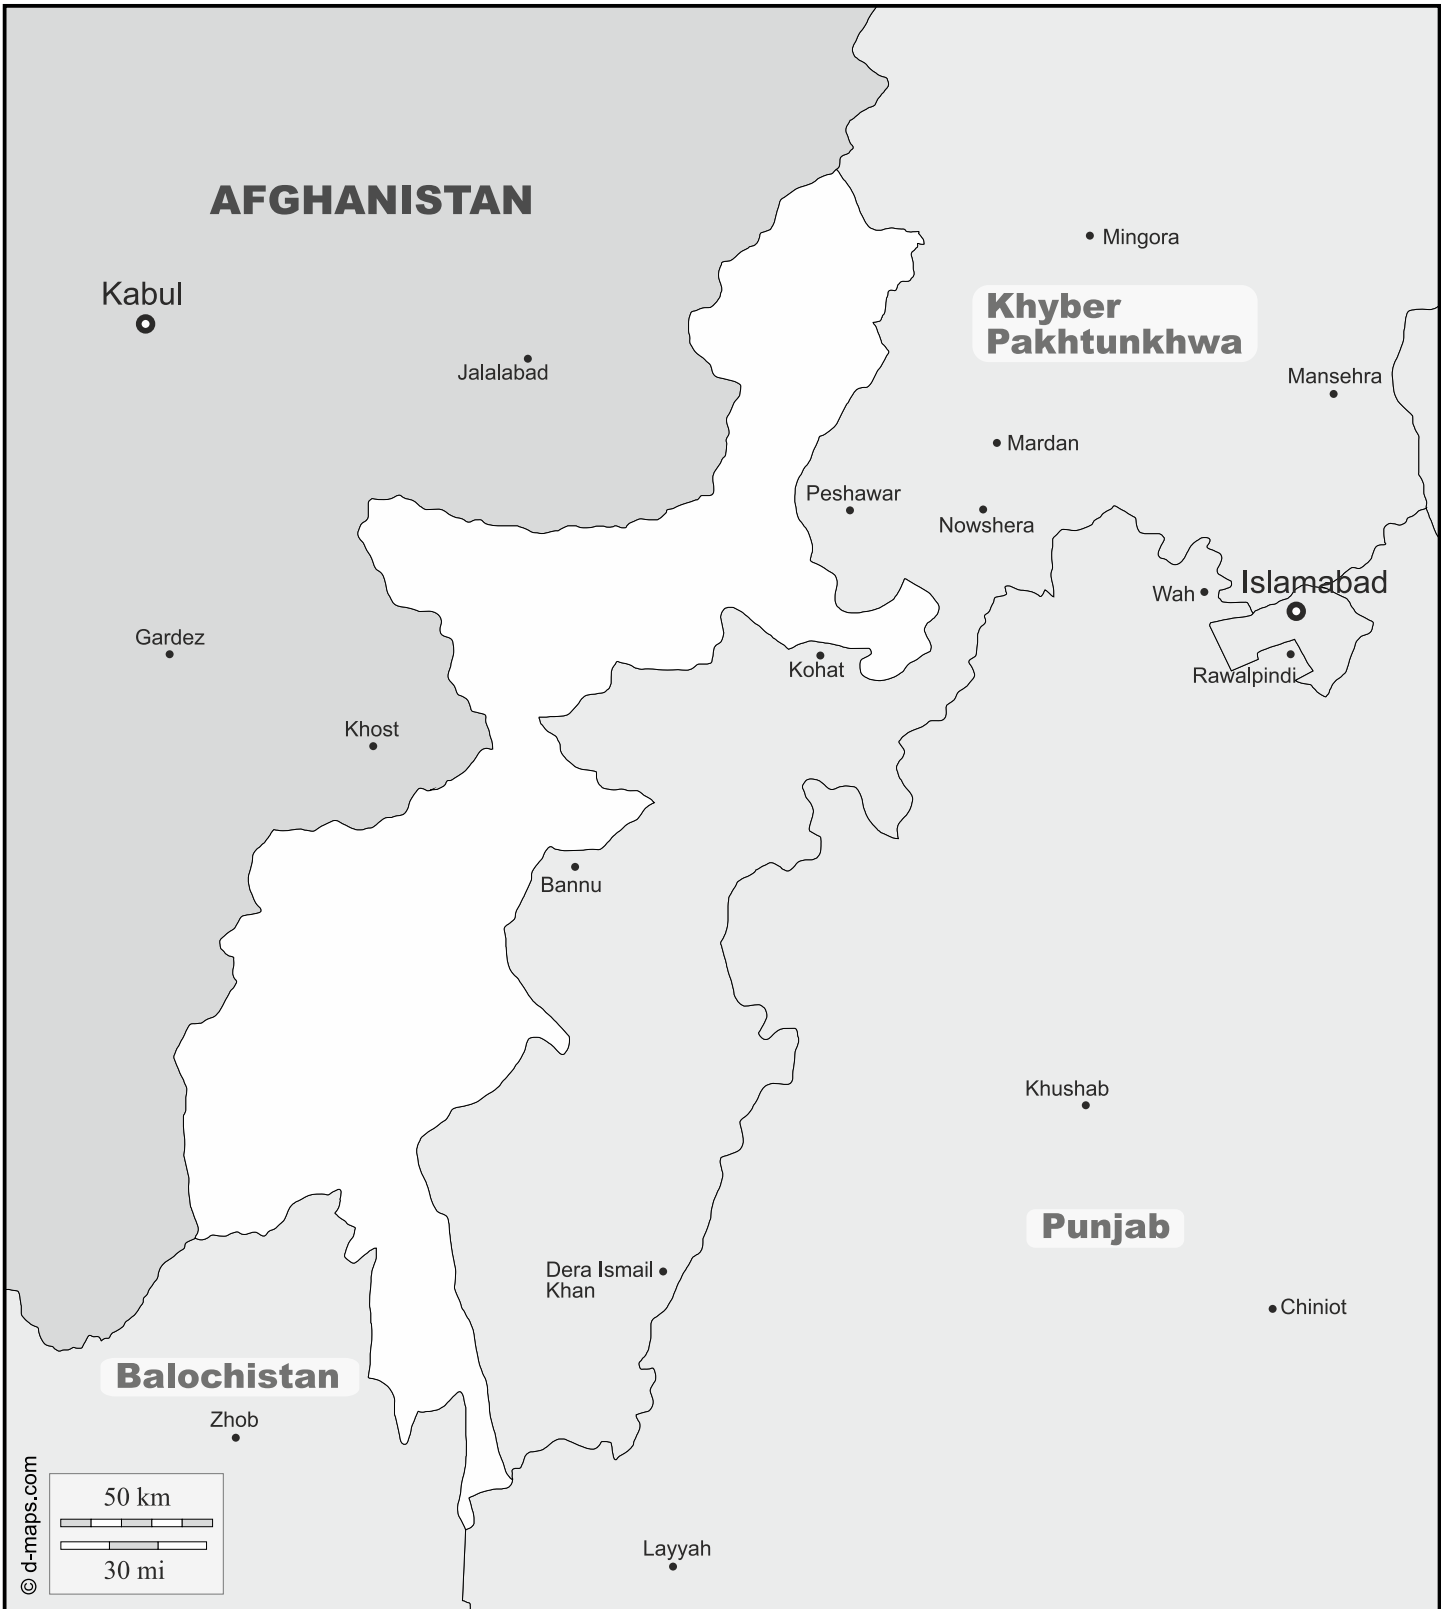 AFGHANISTAN
Mingora
Kabul
Khyber
Pakhtunkhwa
Jalalabad
Mansehra
Mardan
Peshawar
Nowshera
Islamabad
Wah
Gardez
Kohat
Rawalpindi
Khost
Bannu
Khushab
Punjab
Dera Ismail
Khan
Chiniot
Balochistan
Zhob
© d-maps.com
50 km
30 mi
Layyah